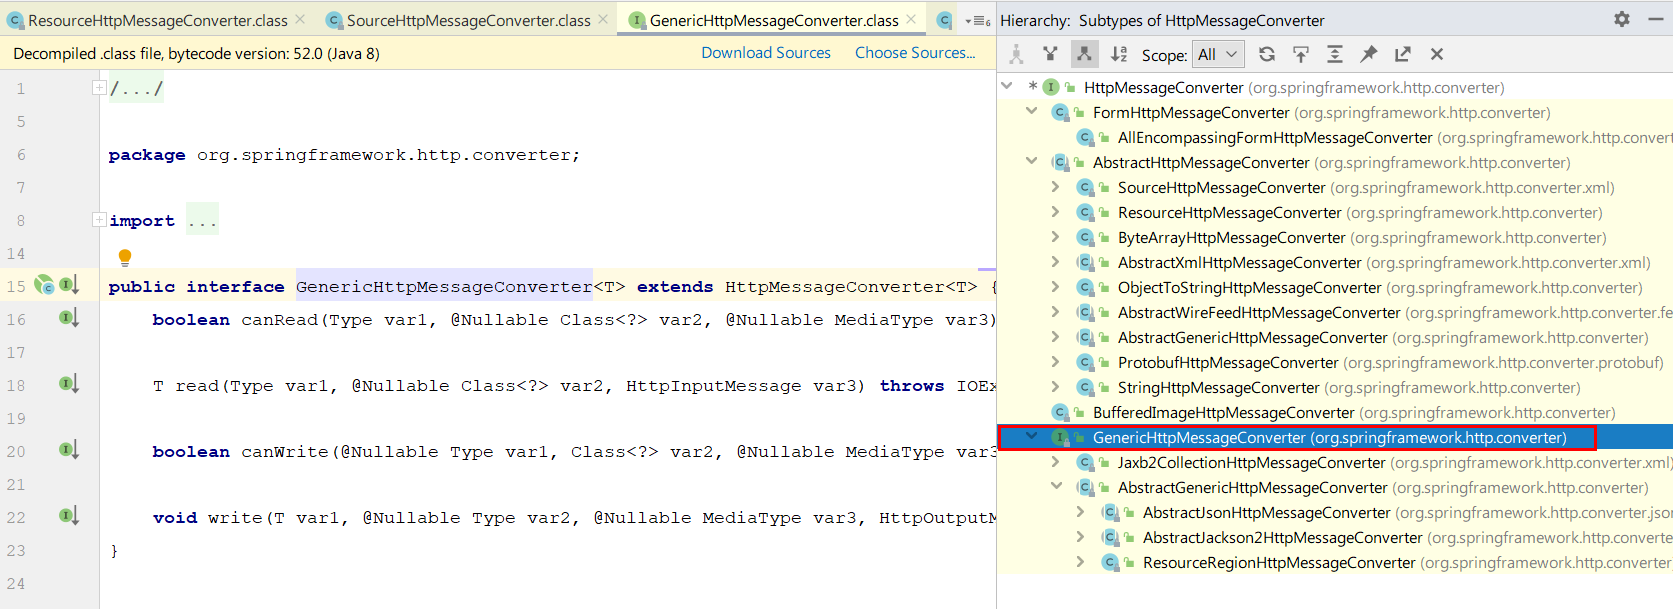 ResourceHttpMessageConverter.class
SourceHttpMessageConverter.class
GenericHttpMessageConverter.class
6
Decompiled .class file, bytecode version: 52.0 (Java 8)
Download Sources
Choose Sources...
1 /.../
5
6 package org.springframework.http.converter;
7
8 import ...
14
15 public interface GenericHttpMessageConverter<T> extends HttpMessageConverter<T> {
16 boolean canRead(Type var1, @Nullable Class<?> var2, @Nullable MediaType var3)
17
18 T read(Type var1, @Nullable Class<?> var2, HttpInputMessage var3) throws IOEx
19
20 boolean canWrite(@Nullable Type var1, Class<?> var2, @Nullable MediaType var3
21
22 void write(T var1, @Nullable Type var2, @Nullable MediaType var3, HttpOutputM
23 }
24
Hierarchy: Subtypes of HttpMessageConverter
Scope: All
* HttpMessageConverter (org.springframework.http.converter)
FormHttpMessageConverter (org.springframework.http.converter)
AllEncompassingFormHttpMessageConverter (org.springframework.http.convert
AbstractHttpMessageConverter (org.springframework.http.converter)
SourceHttpMessageConverter (org.springframework.http.converter.xml)
ResourceHttpMessageConverter (org.springframework.http.converter)
ByteArrayHttpMessageConverter (org.springframework.http.converter)
AbstractXmlHttpMessageConverter (org.springframework.http.converter.xml)
ObjectToStringHttpMessageConverter (org.springframework.http.converter)
AbstractWireFeedHttpMessageConverter (org.springframework.http.converter.fe
AbstractGenericHttpMessageConverter (org.springframework.http.converter)
ProtobufHttpMessageConverter (org.springframework.http.converter.protobuf)
StringHttpMessageConverter (org.springframework.http.converter)
BufferedImageHttpMessageConverter (org.springframework.http.converter)
GenericHttpMessageConverter (org.springframework.http.converter)
Jaxb2CollectionHttpMessageConverter (org.springframework.http.converter.xml)
AbstractGenericHttpMessageConverter (org.springframework.http.converter)
AbstractJsonHttpMessageConverter (org.springframework.http.converter.json
AbstractJackson2HttpMessageConverter (org.springframework.http.converte
ResourceRegionHttpMessageConverter (org.springframework.http.converter